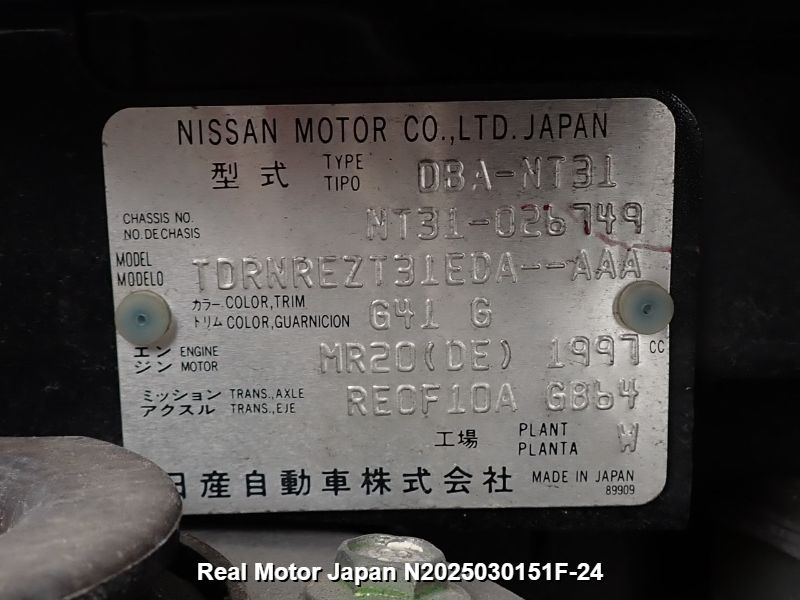 NISSAN MOTOR CO.,LTD. JAPAN
型式 TYPE TIPO DBA-NT31
CHASSIS NO. NO. DE CHASIS NT31-026749
MODEL MODELO TDRNREZT31EDA--AAA
カラー COLOR, TRIM トリム COLOR, GUARNICION G41 G
エンジン ENGINE MOTOR MR20(DE) 1997 CC
ミッション TRANS., AXLE アクスル TRANS., EJE RE0F10A G864
工場 PLANT PLANTA W
日産自動車株式会社 MADE IN JAPAN
89909
Real Motor Japan N2025030151F-24